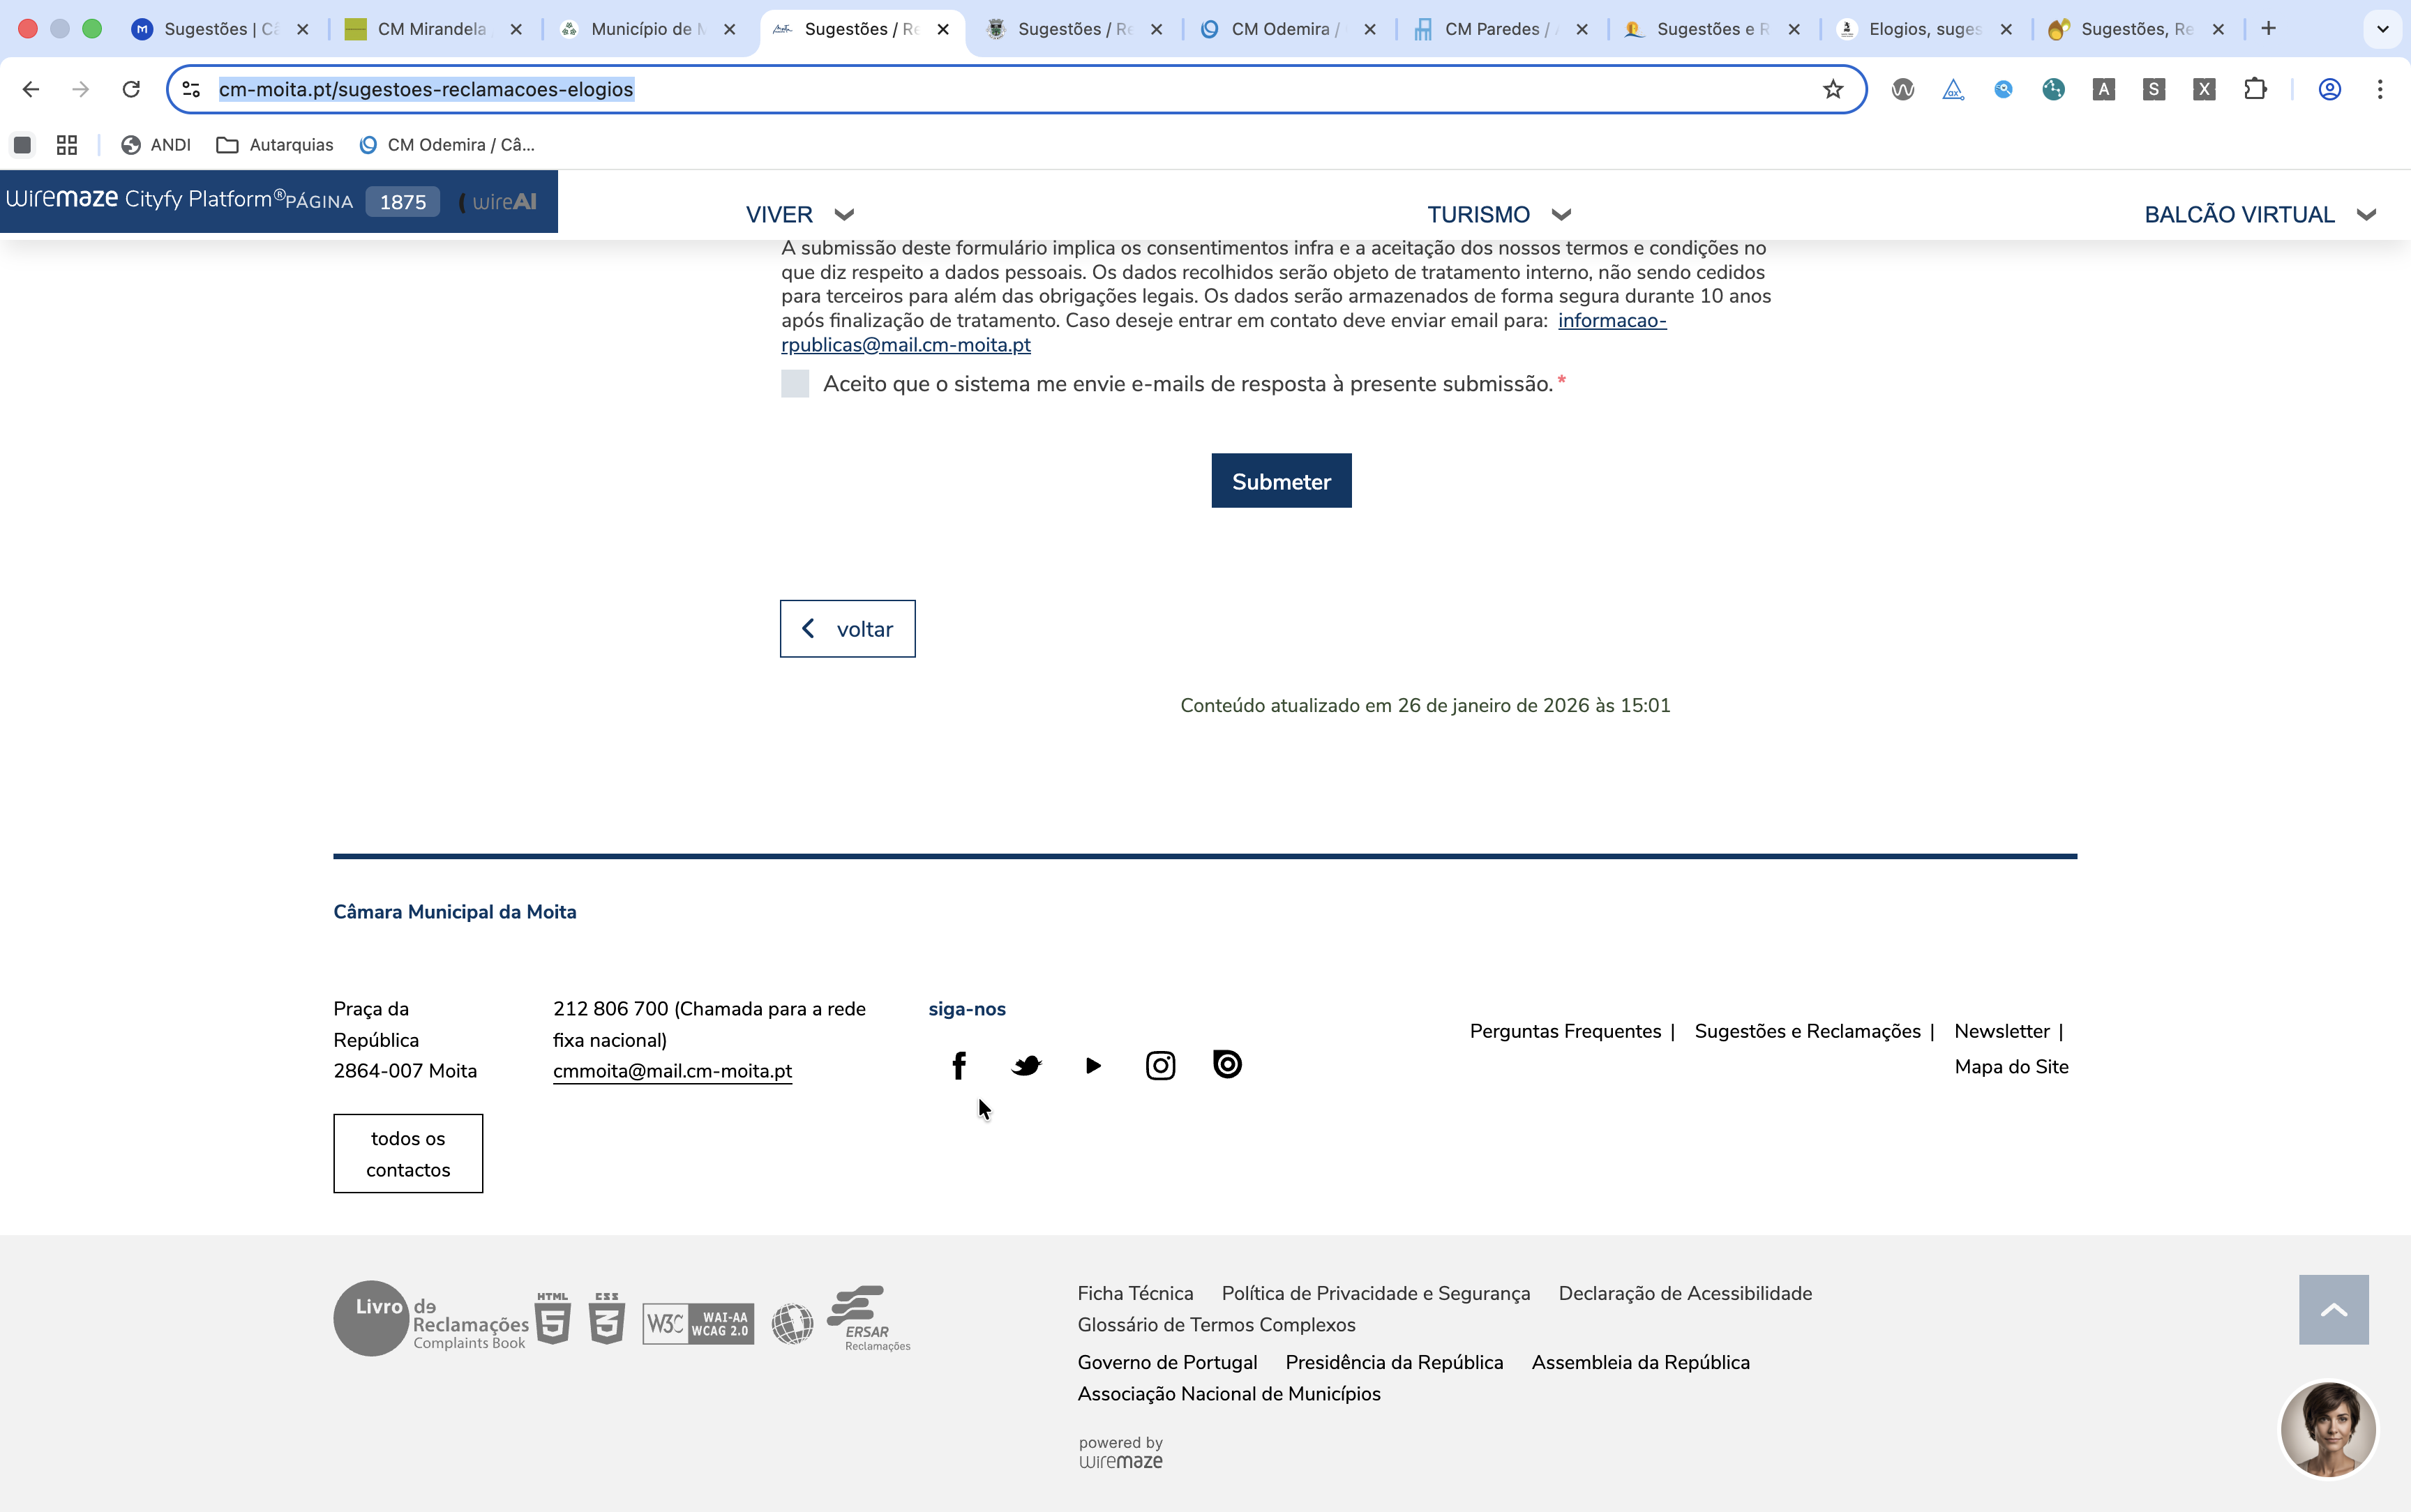 Sugestões | Câ
CM Mirandela
Município de M
Sugestões / Re
Sugestões / Re
CM Odemira /
CM Paredes / A
Sugestões e R
Elogios, suges
Sugestões, Re
cm-moita.pt/sugestoes-reclamacoes-elogios
ANDI
Autarquias
CM Odemira / Câ...
wiremaze Cityfy Platform® PÁGINA 1875 wireAI
VIVER
TURISMO
BALCÃO VIRTUAL
A submissão deste formulário implica os consentimentos infra e a aceitação dos nossos termos e condições no
que diz respeito a dados pessoais. Os dados recolhidos serão objeto de tratamento interno, não sendo cedidos
para terceiros para além das obrigações legais. Os dados serão armazenados de forma segura durante 10 anos
após finalização de tratamento. Caso deseje entrar em contato deve enviar email para: informacao-
rpublicas@mail.cm-moita.pt
Aceito que o sistema me envie e-mails de resposta à presente submissão. *
Submeter
voltar
Conteúdo atualizado em 26 de janeiro de 2026 às 15:01
Câmara Municipal da Moita
Praça da
República
2864-007 Moita
todos os
contactos
212 806 700 (Chamada para a rede
fixa nacional)
cmmoita@mail.cm-moita.pt
siga-nos
Perguntas Frequentes | Sugestões e Reclamações | Newsletter |
Mapa do Site
Livro de
Reclamações
Complaints Book
HTML
5
CSS
3
W3C WAI-AA
WCAG 2.0
ERSAR
Reclamações
Ficha Técnica Política de Privacidade e Segurança Declaração de Acessibilidade
Glossário de Termos Complexos
Governo de Portugal Presidência da República Assembleia da República
Associação Nacional de Municípios
powered by
wiremaze